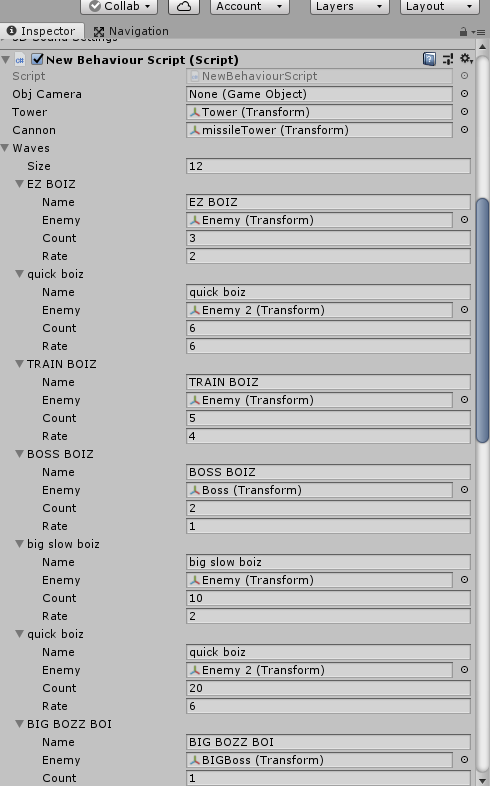 Collab
Account
Layers
Layout
Inspector
Navigation
3D Sound Settings
New Behaviour Script (Script)
Script NewBehaviourScript
Obj Camera None (Game Object)
Tower Tower (Transform)
Cannon missileTower (Transform)
Waves
Size 12
EZ BOIZ
Name EZ BOIZ
Enemy Enemy (Transform)
Count 3
Rate 2
quick boiz
Name quick boiz
Enemy Enemy 2 (Transform)
Count 6
Rate 6
TRAIN BOIZ
Name TRAIN BOIZ
Enemy Enemy (Transform)
Count 5
Rate 4
BOSS BOIZ
Name BOSS BOIZ
Enemy Boss (Transform)
Count 2
Rate 1
big slow boiz
Name big slow boiz
Enemy Enemy (Transform)
Count 10
Rate 2
quick boiz
Name quick boiz
Enemy Enemy 2 (Transform)
Count 20
Rate 6
BIG BOZZ BOI
Name BIG BOZZ BOI
Enemy BIGBoss (Transform)
Count 1